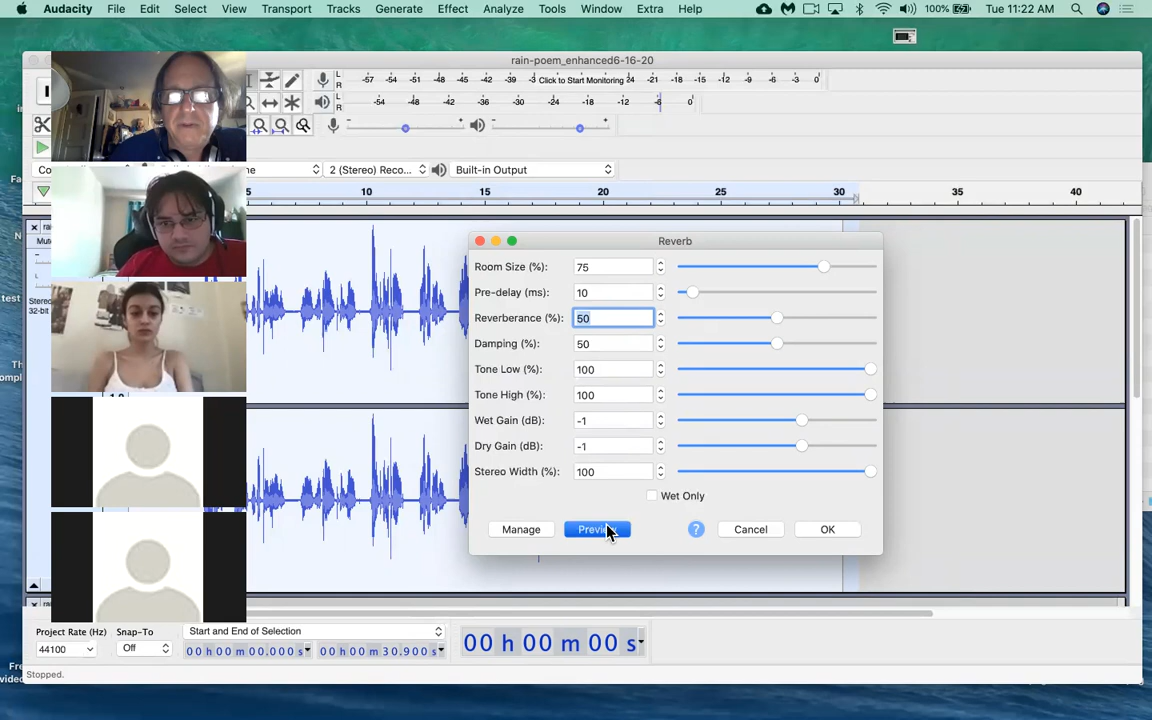 Audacity File Edit Select View Transport Tracks Generate Effect Analyze Tools Window Extra Help 100% Tue 11:22 AM
rain-poem_enhanced6-16-20
L R -57 -54 -48 -45 -42 Click to Start Monitoring -21 -18 -15 -12 -9 -6 -3 0
L R -54 -48 -42 -36 -30 -24 -18 -12 -6 0
2 (Stereo) Reco... Built-in Output
5 10 15 20 25 30 35 40
Reverb
Room Size (%): 75
Pre-delay (ms): 10
Reverberance (%): 50
Damping (%): 50
Tone Low (%): 100
Tone High (%): 100
Wet Gain (dB): -1
Dry Gain (dB): -1
Stereo Width (%): 100
Wet Only
Manage Preview ? Cancel OK
Project Rate (Hz) Snap-To Start and End of Selection
44100 Off 00 h 00 m 00.000 s 00 h 00 m 30.900 s 00 h 00 m 00 s
Stopped.